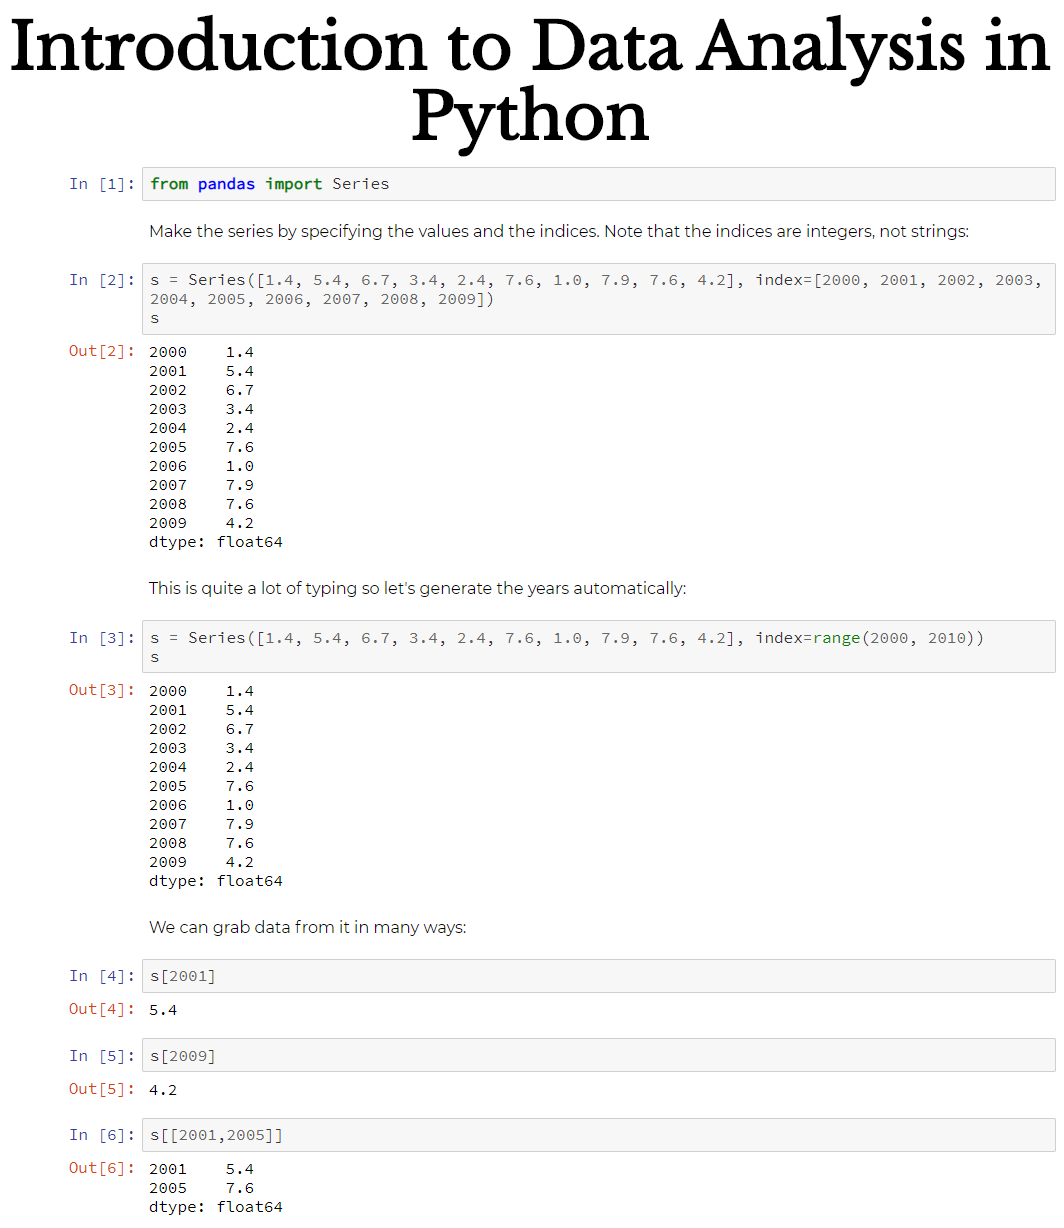 Introduction to Data Analysis in
Python
In [1]: from pandas import Series
Make the series by specifying the values and the indices. Note that the indices are integers, not strings:
In [2]: s = Series([1.4, 5.4, 6.7, 3.4, 2.4, 7.6, 1.0, 7.9, 7.6, 4.2], index=[2000, 2001, 2002, 2003,
2004, 2005, 2006, 2007, 2008, 2009])
s
Out[2]: 2000    1.4
2001    5.4
2002    6.7
2003    3.4
2004    2.4
2005    7.6
2006    1.0
2007    7.9
2008    7.6
2009    4.2
dtype: float64
This is quite a lot of typing so let's generate the years automatically:
In [3]: s = Series([1.4, 5.4, 6.7, 3.4, 2.4, 7.6, 1.0, 7.9, 7.6, 4.2], index=range(2000, 2010))
s
Out[3]: 2000    1.4
2001    5.4
2002    6.7
2003    3.4
2004    2.4
2005    7.6
2006    1.0
2007    7.9
2008    7.6
2009    4.2
dtype: float64
We can grab data from it in many ways:
In [4]: s[2001]
Out[4]: 5.4
In [5]: s[2009]
Out[5]: 4.2
In [6]: s[[2001,2005]]
Out[6]: 2001    5.4
2005    7.6
dtype: float64